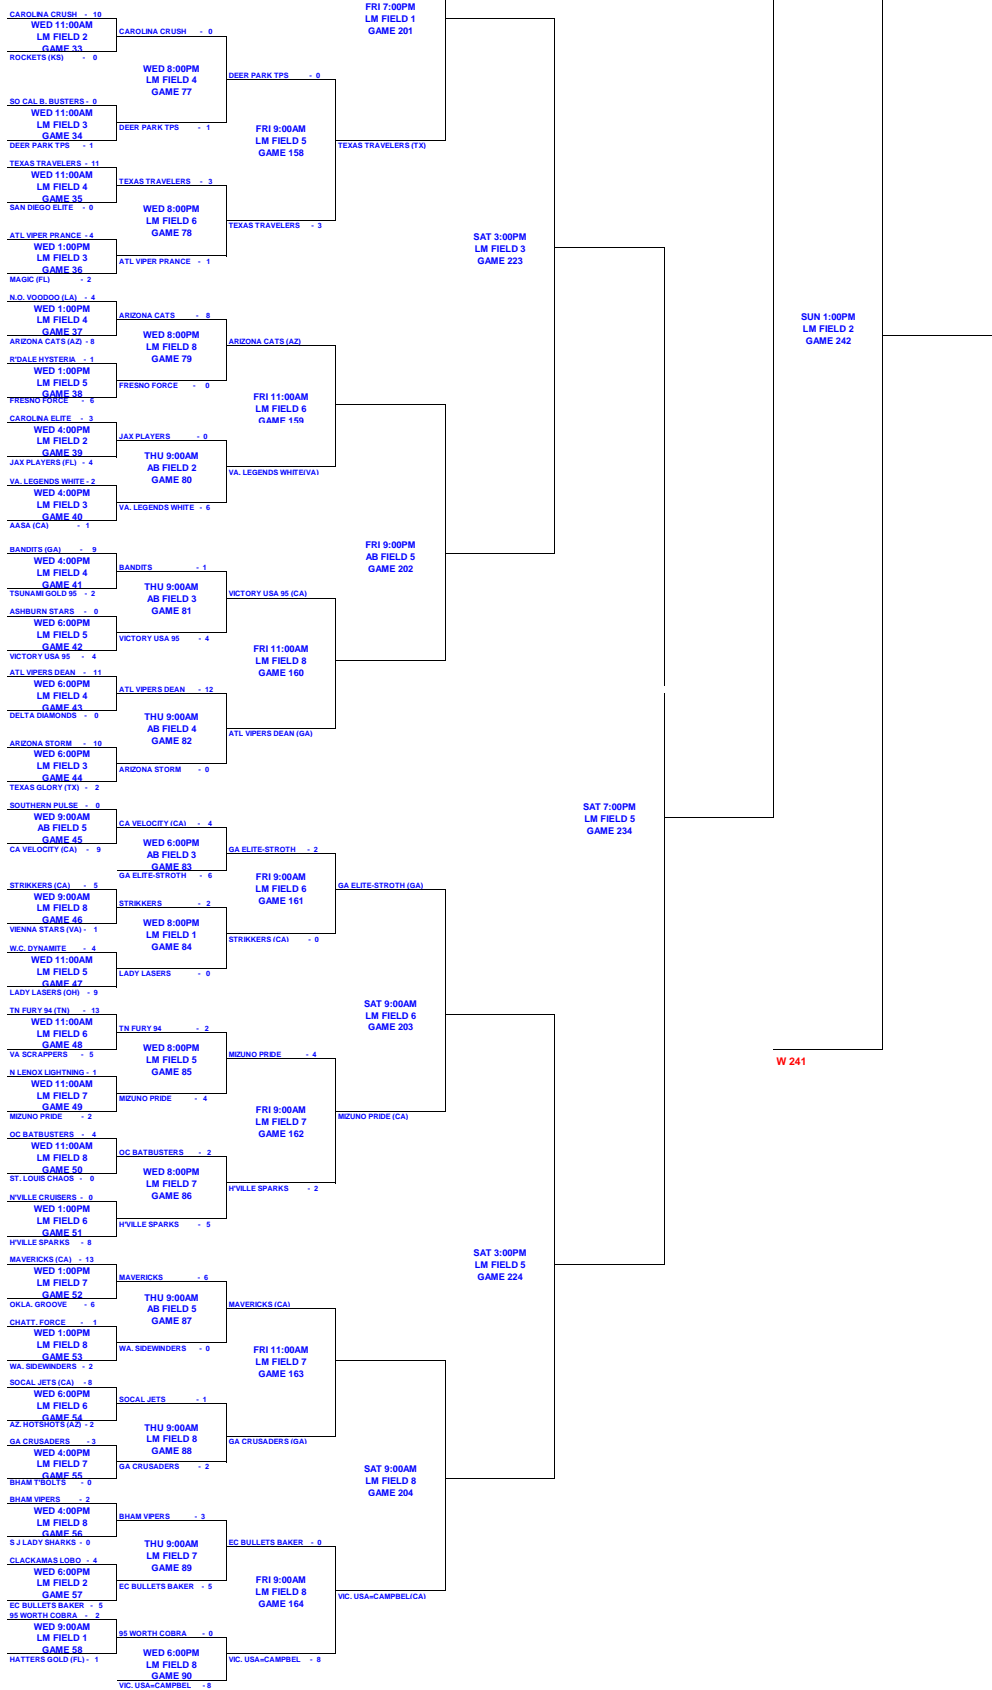 FRI 7:00PM
LM FIELD 1
GAME 201
CAROLINA CRUSH - 10
WED 11:00AM
LM FIELD 2
GAME 33
ROCKETS (KS) - 0
CAROLINA CRUSH - 0
WED 8:00PM
LM FIELD 4
GAME 77
DEER PARK TPS - 0
SO CAL B. BUSTERS - 0
WED 11:00AM
LM FIELD 3
GAME 34
DEER PARK TPS - 1
DEER PARK TPS - 1
FRI 9:00AM
LM FIELD 5
GAME 158
TEXAS TRAVELERS (TX)
TEXAS TRAVELERS - 11
WED 11:00AM
LM FIELD 4
GAME 35
SAN DIEGO ELITE - 0
TEXAS TRAVELERS - 3
WED 8:00PM
LM FIELD 6
GAME 78
TEXAS TRAVELERS - 3
ATL VIPER PRANCE - 4
WED 1:00PM
LM FIELD 3
GAME 36
MAGIC (FL) - 2
ATL VIPER PRANCE - 1
SAT 3:00PM
LM FIELD 3
GAME 223
N.O. VOODOO (LA) - 4
WED 1:00PM
LM FIELD 4
GAME 37
ARIZONA CATS (AZ) - 8
ARIZONA CATS - 8
WED 8:00PM
LM FIELD 8
GAME 79
ARIZONA CATS (AZ)
SUN 1:00PM
LM FIELD 2
GAME 242
R'DALE HYSTERIA - 1
WED 1:00PM
LM FIELD 5
GAME 38
FRESNO FORCE - 6
FRESNO FORCE - 0
FRI 11:00AM
LM FIELD 6
GAME 159
CAROLINA ELITE - 3
WED 4:00PM
LM FIELD 2
GAME 39
JAX PLAYERS (FL) - 4
JAX PLAYERS - 0
THU 9:00AM
AB FIELD 2
GAME 80
VA. LEGENDS WHITE(VA)
VA. LEGENDS WHITE - 2
WED 4:00PM
LM FIELD 3
GAME 40
AASA (CA) - 1
VA. LEGENDS WHITE - 6
FRI 9:00PM
AB FIELD 5
GAME 202
BANDITS (GA) - 9
WED 4:00PM
LM FIELD 4
GAME 41
TSUNAMI GOLD 95 - 2
BANDITS - 1
THU 9:00AM
AB FIELD 3
GAME 81
VICTORY USA 95 (CA)
ASHBURN STARS - 0
WED 6:00PM
LM FIELD 5
GAME 42
VICTORY USA 95 - 4
VICTORY USA 95 - 4
FRI 11:00AM
LM FIELD 8
GAME 160
ATL VIPERS DEAN - 11
WED 6:00PM
LM FIELD 4
GAME 43
DELTA DIAMONDS - 0
ATL VIPERS DEAN - 12
THU 9:00AM
AB FIELD 4
GAME 82
ATL VIPERS DEAN (GA)
ARIZONA STORM - 10
WED 6:00PM
LM FIELD 3
GAME 44
TEXAS GLORY (TX) - 2
ARIZONA STORM - 0
SAT 7:00PM
LM FIELD 5
GAME 234
SOUTHERN PULSE - 0
WED 9:00AM
AB FIELD 5
GAME 45
CA VELOCITY (CA) - 9
CA VELOCITY (CA) - 4
WED 6:00PM
AB FIELD 3
GAME 83
GA ELITE-STROTH - 6
GA ELITE-STROTH - 2
FRI 9:00AM
LM FIELD 6
GAME 161
GA ELITE-STROTH (GA)
STRIKKERS (CA) - 5
WED 9:00AM
LM FIELD 8
GAME 46
VIENNA STARS (VA) - 1
STRIKKERS - 2
WED 8:00PM
LM FIELD 1
GAME 84
STRIKKERS (CA) - 0
W.C. DYNAMITE - 4
WED 11:00AM
LM FIELD 5
GAME 47
LADY LASERS (OH) - 9
LADY LASERS - 0
SAT 9:00AM
LM FIELD 6
GAME 203
TN FURY 94 (TN) - 13
WED 11:00AM
LM FIELD 6
GAME 48
VA SCRAPPERS - 5
TN FURY 94 - 2
WED 8:00PM
LM FIELD 5
GAME 85
MIZUNO PRIDE - 4
W 241
N LENOX LIGHTNING - 1
WED 11:00AM
LM FIELD 7
GAME 49
MIZUNO PRIDE - 2
MIZUNO PRIDE - 4
FRI 9:00AM
LM FIELD 7
GAME 162
MIZUNO PRIDE (CA)
OC BATBUSTERS - 4
WED 11:00AM
LM FIELD 8
GAME 50
ST. LOUIS CHAOS - 0
OC BATBUSTERS - 2
WED 8:00PM
LM FIELD 7
GAME 86
H'VILLE SPARKS - 2
N'VILLE CRUISERS - 0
WED 1:00PM
LM FIELD 6
GAME 51
H'VILLE SPARKS - 8
H'VILLE SPARKS - 5
SAT 3:00PM
LM FIELD 5
GAME 224
MAVERICKS (CA) - 13
WED 1:00PM
LM FIELD 7
GAME 52
OKLA. GROOVE - 6
MAVERICKS - 6
THU 9:00AM
AB FIELD 5
GAME 87
MAVERICKS (CA)
CHATT. FORCE - 1
WED 1:00PM
LM FIELD 8
GAME 53
WA. SIDEWINDERS - 2
WA. SIDEWINDERS - 0
FRI 11:00AM
LM FIELD 7
GAME 163
SOCAL JETS (CA) - 8
WED 6:00PM
LM FIELD 6
GAME 54
AZ. HOTSHOTS (AZ) - 2
SOCAL JETS - 1
THU 9:00AM
LM FIELD 8
GAME 88
GA CRUSADERS (GA)
GA CRUSADERS - 3
WED 4:00PM
LM FIELD 7
GAME 55
BHAM T'BOLTS - 0
GA CRUSADERS - 2
SAT 9:00AM
LM FIELD 8
GAME 204
BHAM VIPERS - 2
WED 4:00PM
LM FIELD 8
GAME 56
S J LADY SHARKS - 0
BHAM VIPERS - 3
THU 9:00AM
LM FIELD 7
GAME 89
EC BULLETS BAKER - 0
CLACKAMAS LOBO - 4
WED 6:00PM
LM FIELD 2
GAME 57
EC BULLETS BAKER - 5
EC BULLETS BAKER - 5
FRI 9:00AM
LM FIELD 8
GAME 164
VIC. USA=CAMPBEL(CA)
95 WORTH COBRA - 2
WED 9:00AM
LM FIELD 1
GAME 58
HATTERS GOLD (FL) - 1
95 WORTH COBRA - 0
WED 6:00PM
LM FIELD 8
GAME 90
VIC. USA=CAMPBEL - 8
VIC. USA=CAMPBEL - 8